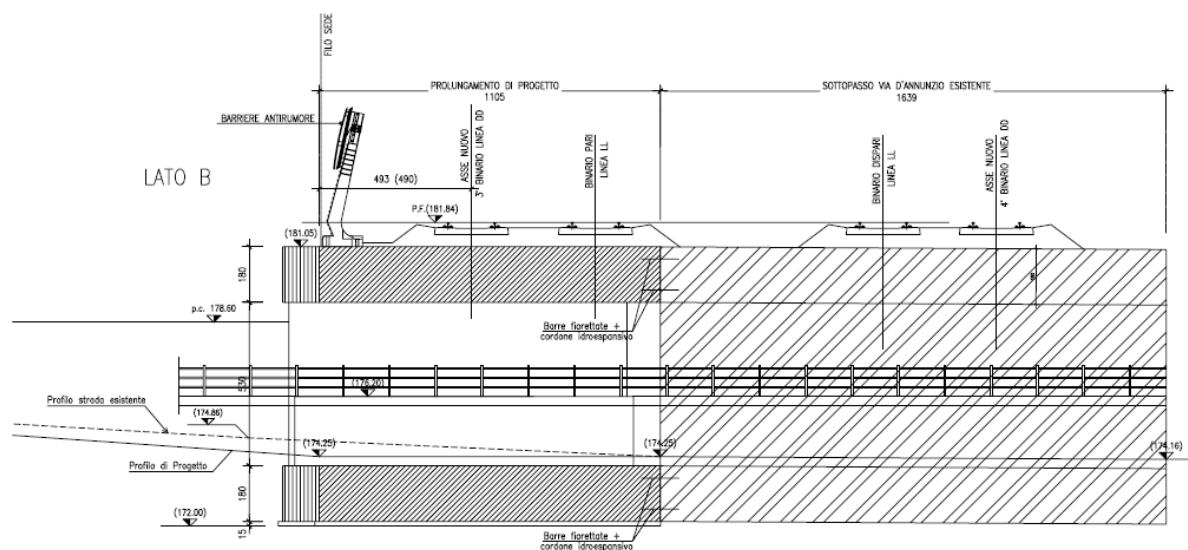 FILO SEDE
PROLUNGAMENTO DI PROGETTO
1105
SOTTOPASSO VIA D'ANNUNZIO ESISTENTE
1639
BARRIERE ANTIRUMORE
ASSE NUOVO
3° BINARIO LINEA DD
BINARIO PARI
LINEA LL
BINARIO DISPARI
LINEA LL
ASSE NUOVO
4° BINARIO LINEA DD
LATO B
493 (490)
P.F.(181.84)
(181.05)
180
p.c. 178.60
Barre fiorettate +
cordone idroespansivo
530
(176.20)
Profilo strada esistente
(174.86)
(174.25)
(174.25)
(174.16)
Profilo di Progetto
180
(172.00)
15
Barre fiorettate +
cordone idroespansivo